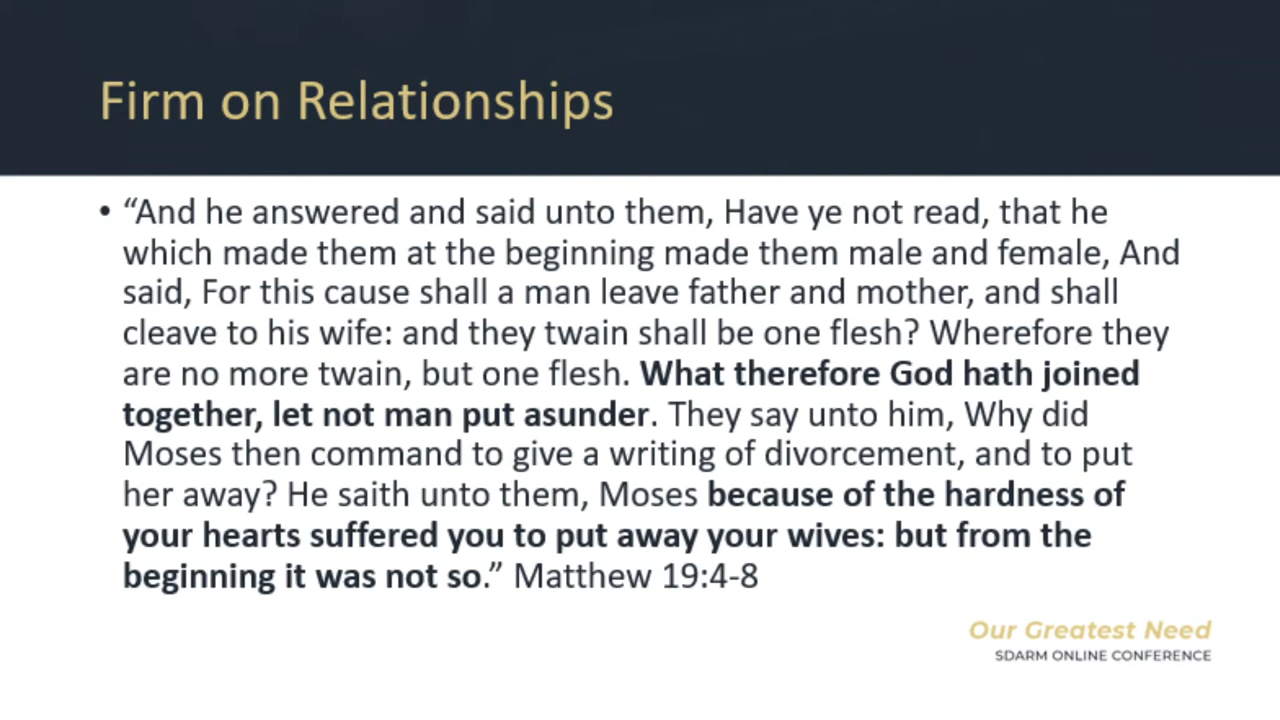 Firm on Relationships
• “And he answered and said unto them, Have ye not read, that he
which made them at the beginning made them male and female, And
said, For this cause shall a man leave father and mother, and shall
cleave to his wife: and they twain shall be one flesh? Wherefore they
are no more twain, but one flesh. What therefore God hath joined
together, let not man put asunder. They say unto him, Why did
Moses then command to give a writing of divorcement, and to put
her away? He saith unto them, Moses because of the hardness of
your hearts suffered you to put away your wives: but from the
beginning it was not so.” Matthew 19:4-8
Our Greatest Need
SDARM ONLINE CONFERENCE